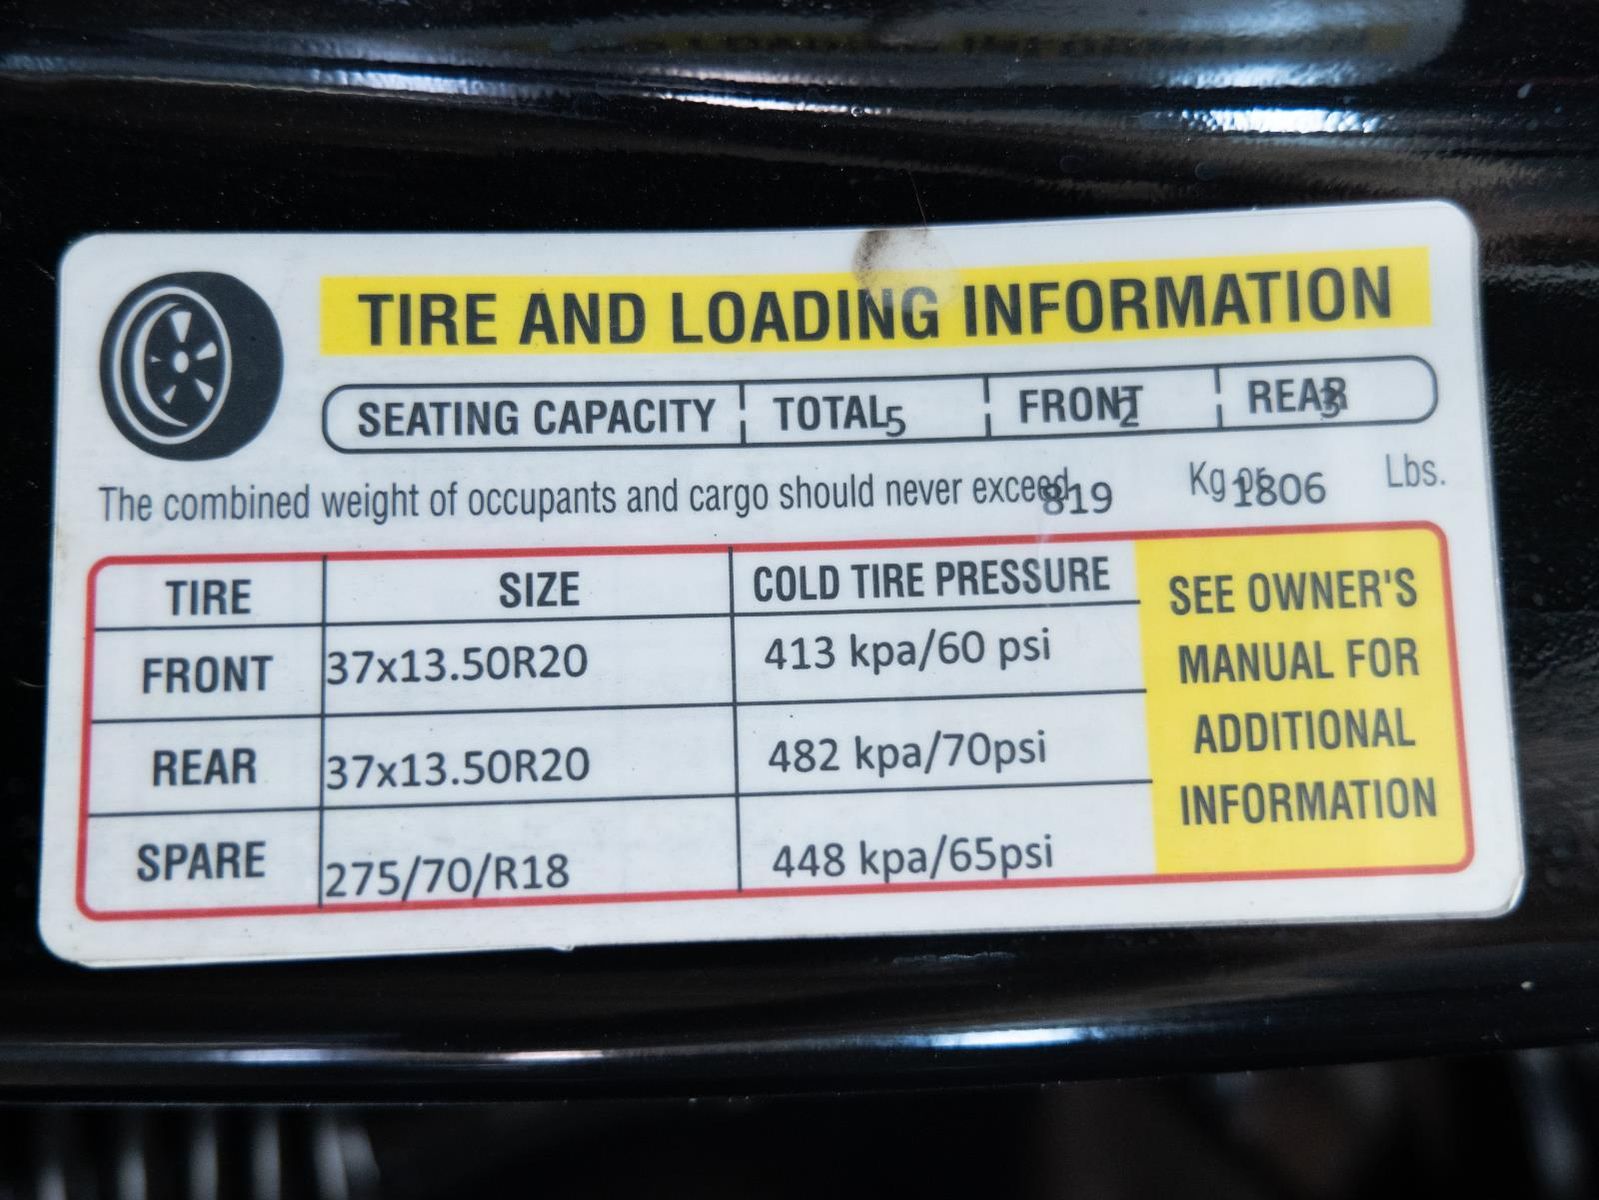 TIRE AND LOADING INFORMATION
SEATING CAPACITY TOTAL 5 FRONT 2 REAR 3
The combined weight of occupants and cargo should never exceed 819 Kg or 1806 Lbs.
TIRE SIZE COLD TIRE PRESSURE
FRONT 37x13.50R20 413 kpa/60 psi
REAR 37x13.50R20 482 kpa/70psi
SPARE 275/70/R18 448 kpa/65psi
SEE OWNER'S
MANUAL FOR
ADDITIONAL
INFORMATION